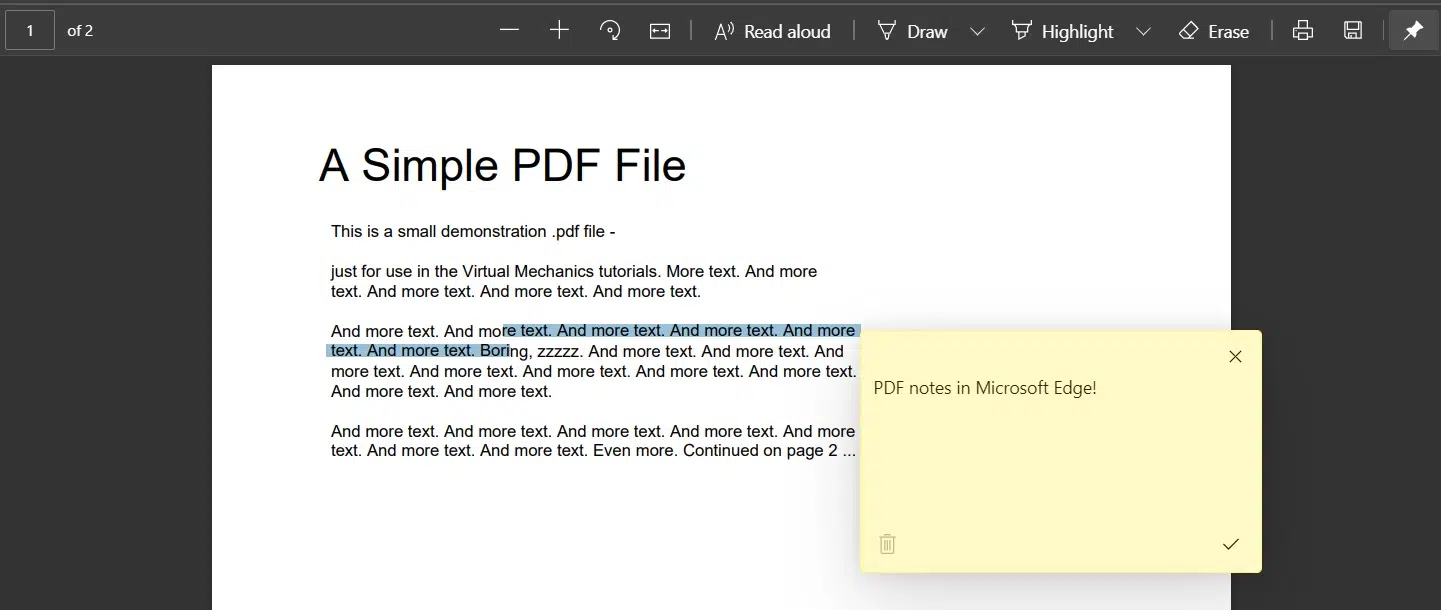 1 of 2 Read aloud Draw Highlight Erase
A Simple PDF File
This is a small demonstration .pdf file -
just for use in the Virtual Mechanics tutorials. More text. And more
text. And more text. And more text. And more text.
And more text. And more text. And more text. And more text. And more
text. And more text. Boring, zzzzz. And more text. And more text. And
more text. And more text. And more text. And more text. And more text.
And more text. And more text.
And more text. And more text. And more text. And more text. And more
text. And more text. And more text. Even more. Continued on page 2 ...
PDF notes in Microsoft Edge!